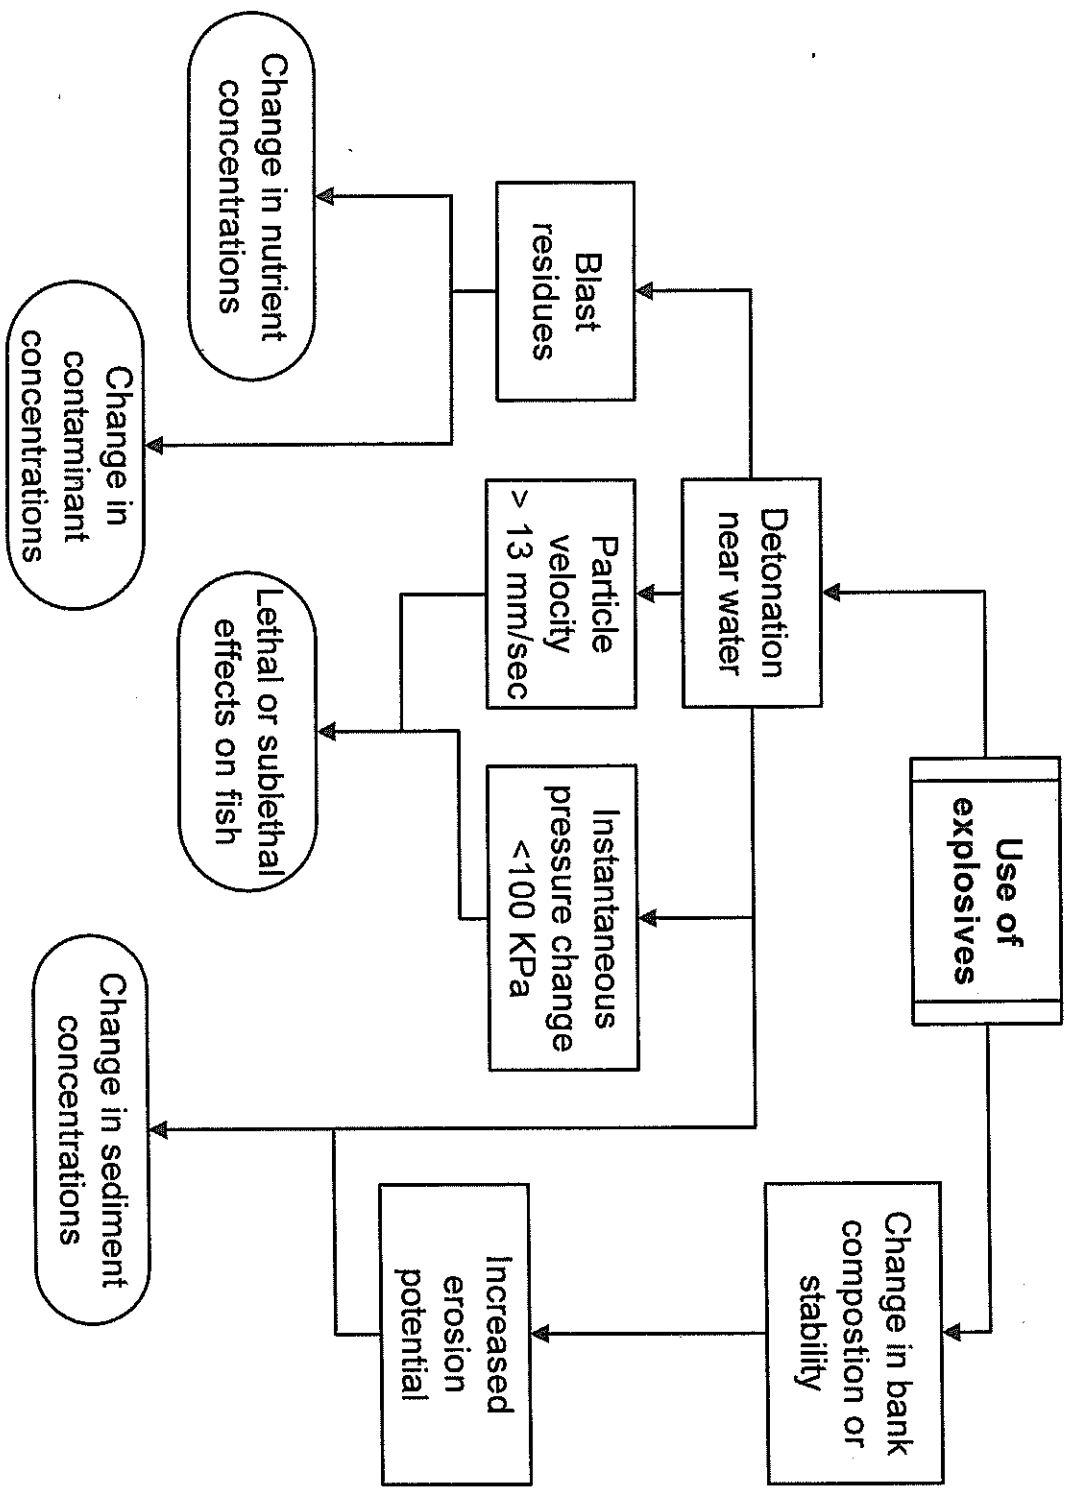 Use of
explosives
Detonation
near water
Change in bank
compostion or
stability
Blast
residues
Particle
velocity
> 13 mm/sec
Instantaneous
pressure change
<100 KPa
Increased
erosion
potential
Change in nutrient
concentrations
Lethal or sublethal
effects on fish
Change in
contaminant
concentrations
Change in sediment
concentrations